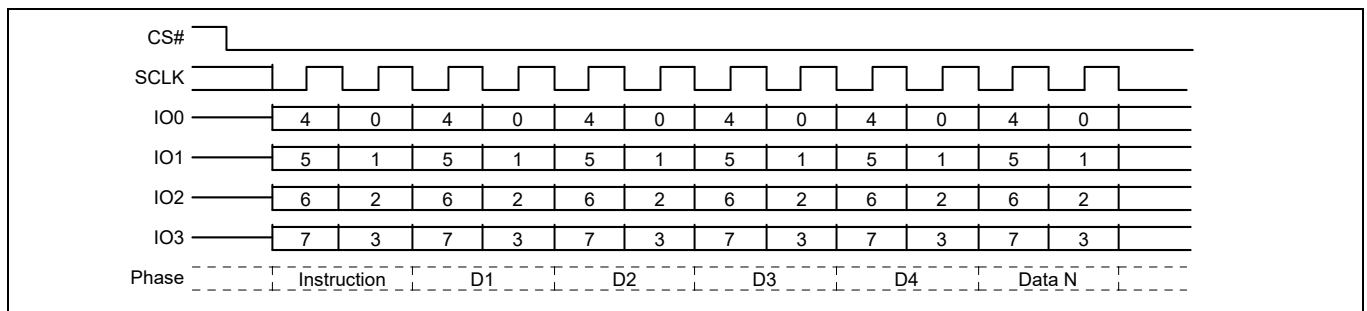 CS#
SCLK
IO0 4 0 4 0 4 0 4 0 4 0 4 0
IO1 5 1 5 1 5 1 5 1 5 1 5 1
IO2 6 2 6 2 6 2 6 2 6 2 6 2
IO3 7 3 7 3 7 3 7 3 7 3 7 3
Phase Instruction D1 D2 D3 D4 Data N